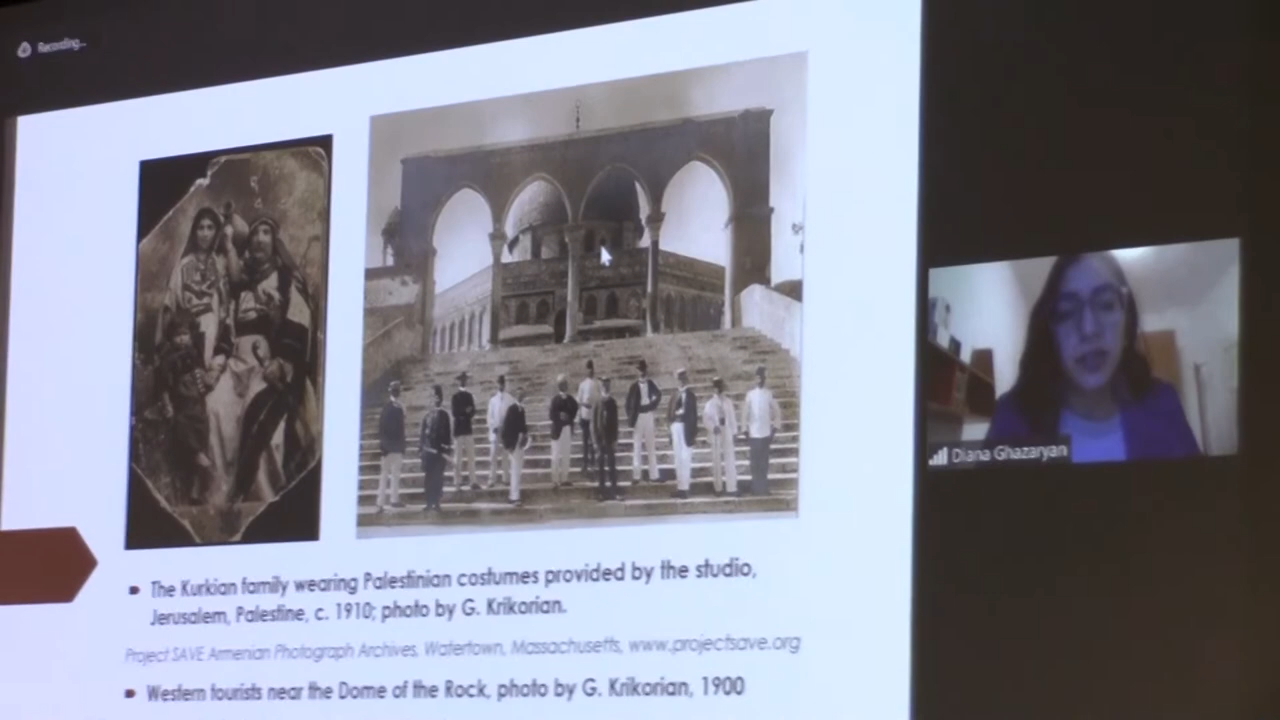 Recording...
The Kurkian family wearing Palestinian costumes provided by the studio,
Jerusalem, Palestine, c. 1910; photo by G. Krikorian.
Project SAVE Armenian Photograph Archives, Watertown, Massachusetts, www.projectsave.org
Western tourists near the Dome of the Rock, photo by G. Krikorian, 1900
Diana Ghazaryan